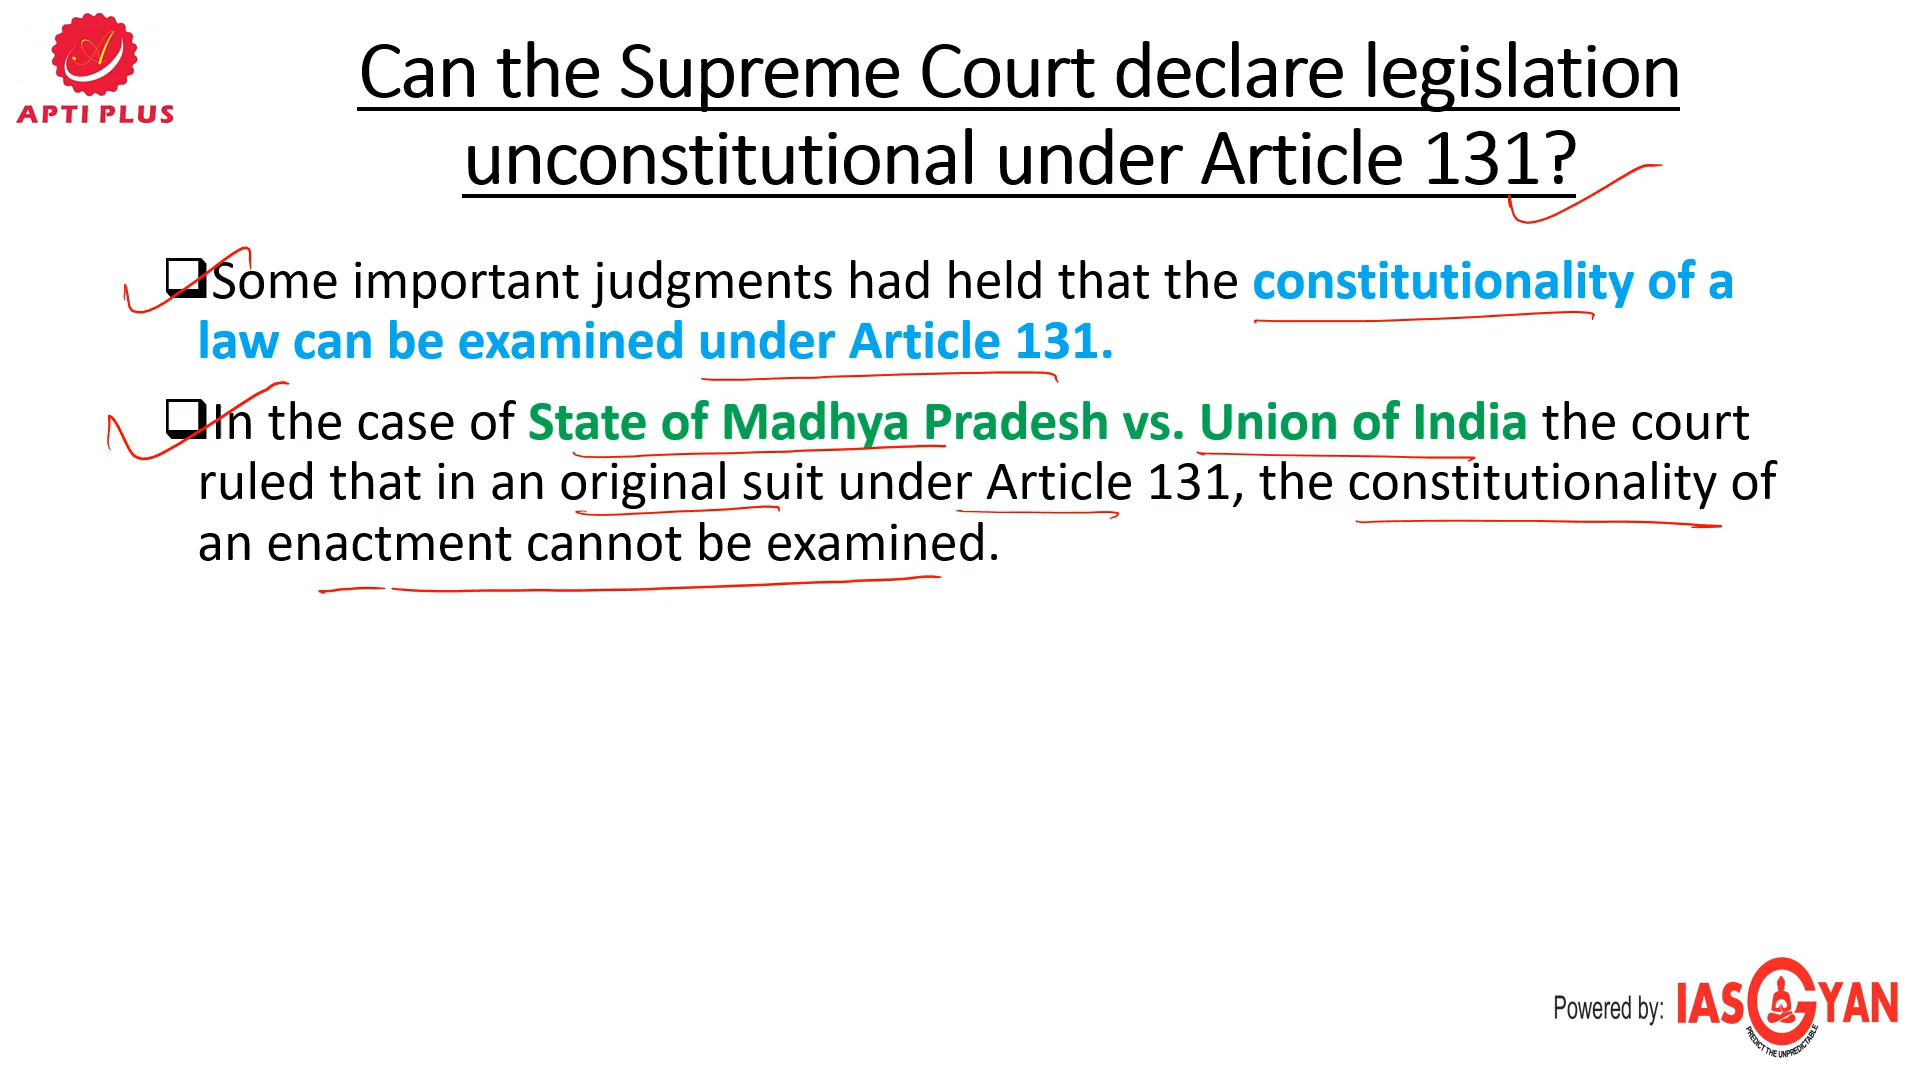 A
APTI PLUS
Can the Supreme Court declare legislation
unconstitutional under Article 131?
Some important judgments had held that the constitutionality of a
law can be examined under Article 131.
In the case of State of Madhya Pradesh vs. Union of India the court
ruled that in an original suit under Article 131, the constitutionality of
an enactment cannot be examined.
Powered by: IAS GYAN
PREDICT THE UNPREDICTABLE